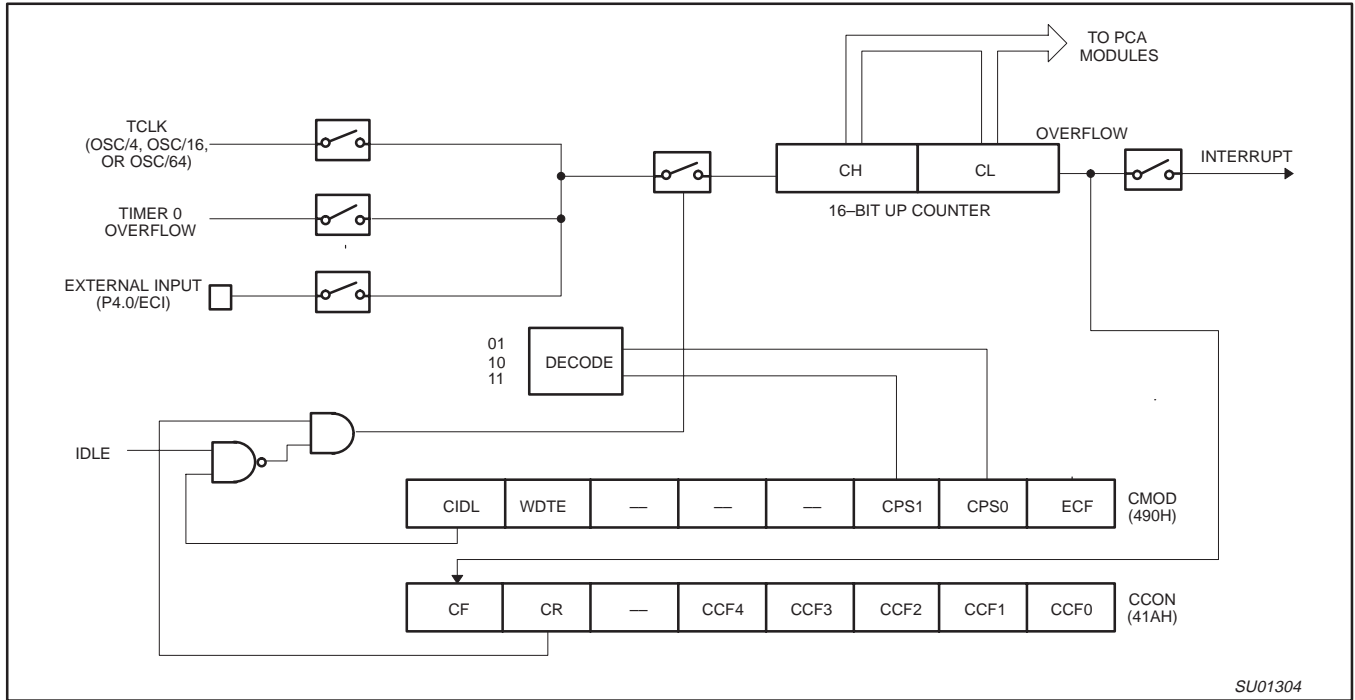 TO PCA
MODULES
TCLK
(OSC/4, OSC/16,
OR OSC/64)
OVERFLOW
INTERRUPT
CH
CL
16–BIT UP COUNTER
TIMER 0
OVERFLOW
EXTERNAL INPUT
(P4.0/ECI)
01
10
11
DECODE
IDLE
CIDL
WDTE
––
––
––
CPS1
CPS0
ECF
CMOD
(490H)
CF
CR
––
CCF4
CCF3
CCF2
CCF1
CCF0
CCON
(41AH)
SU01304